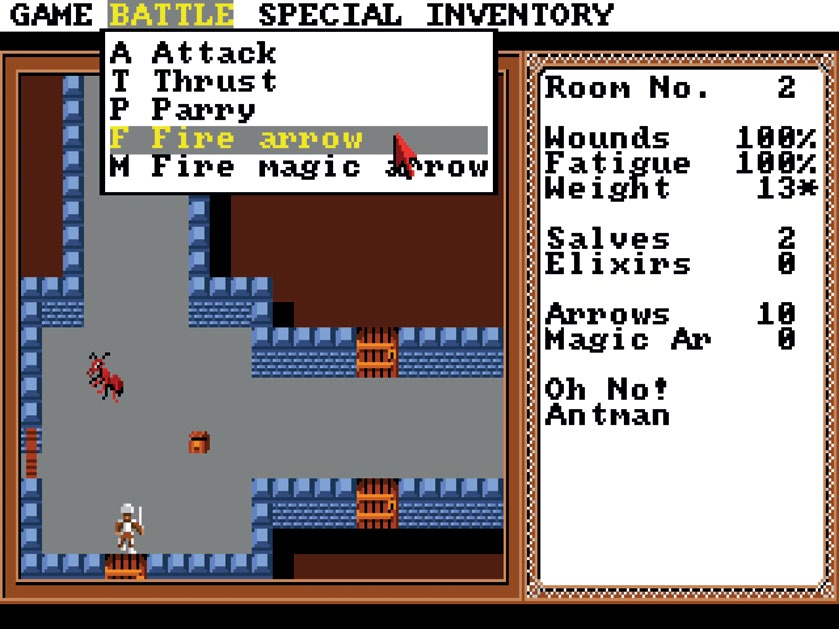 GAME BATTLE SPECIAL INVENTORY
A Attack
T Thrust
P Parry
F Fire arrow
M Fire magic arrow
Room No. 2
Wounds 100%
Fatigue 100%
Weight 13*
Salves 2
Elixirs 0
Arrows 10
Magic Ar 0
Oh No!
Antman